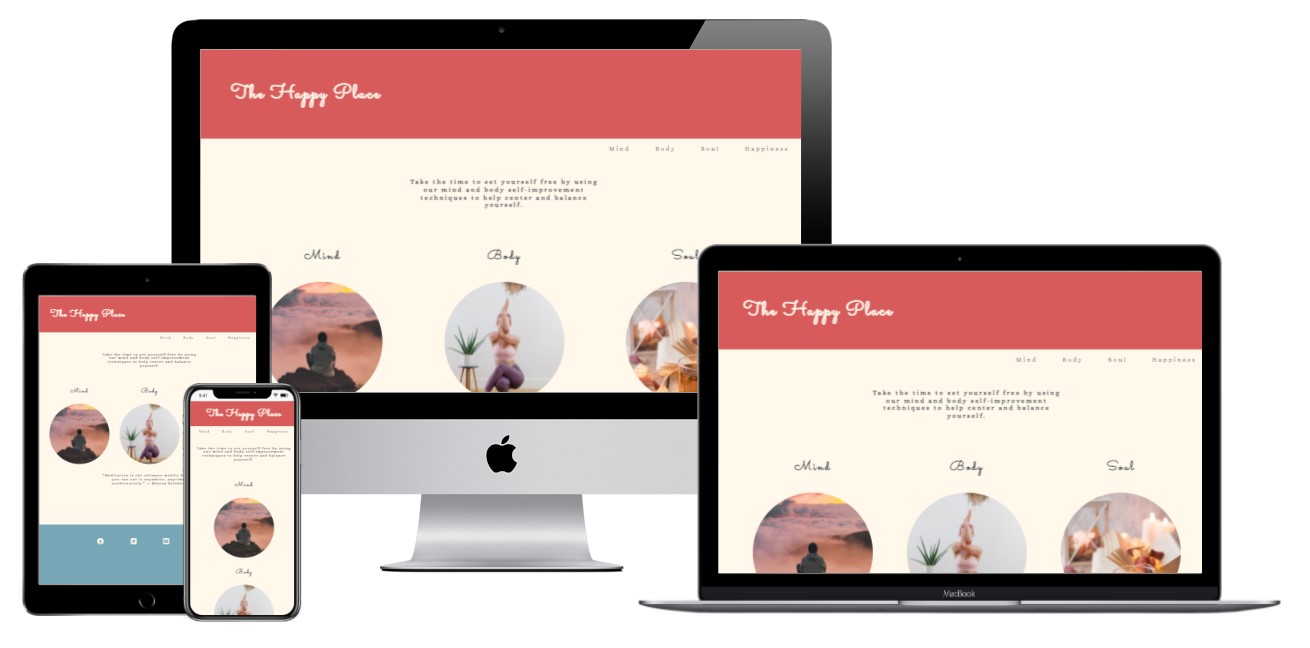 The Happy Place
Mind Body Soul Happiness
Take the time to set yourself free by using
our mind and body self-improvement
techniques to help center and balance
yourself.
Mind Body Soul
The Happy Place
Mind Body Soul Happiness
Take the time to set yourself free by using
our mind and body self-improvement
techniques to help center and balance
yourself.
Mind Body Soul
MacBook
The Happy Place
Mind Body Soul Happiness
Take the time to set yourself free by using
our mind and body self-improvement
techniques to help center and balance
yourself.
Mind Body
"Meditation is the ultimate mobile
you can use it anywhere, anytime
9:41
The Happy Place
Mind Body Soul Happiness
Take the time to set yourself free by using
our mind and body self-improvement
techniques to help center and balance
yourself.
Mind
Body